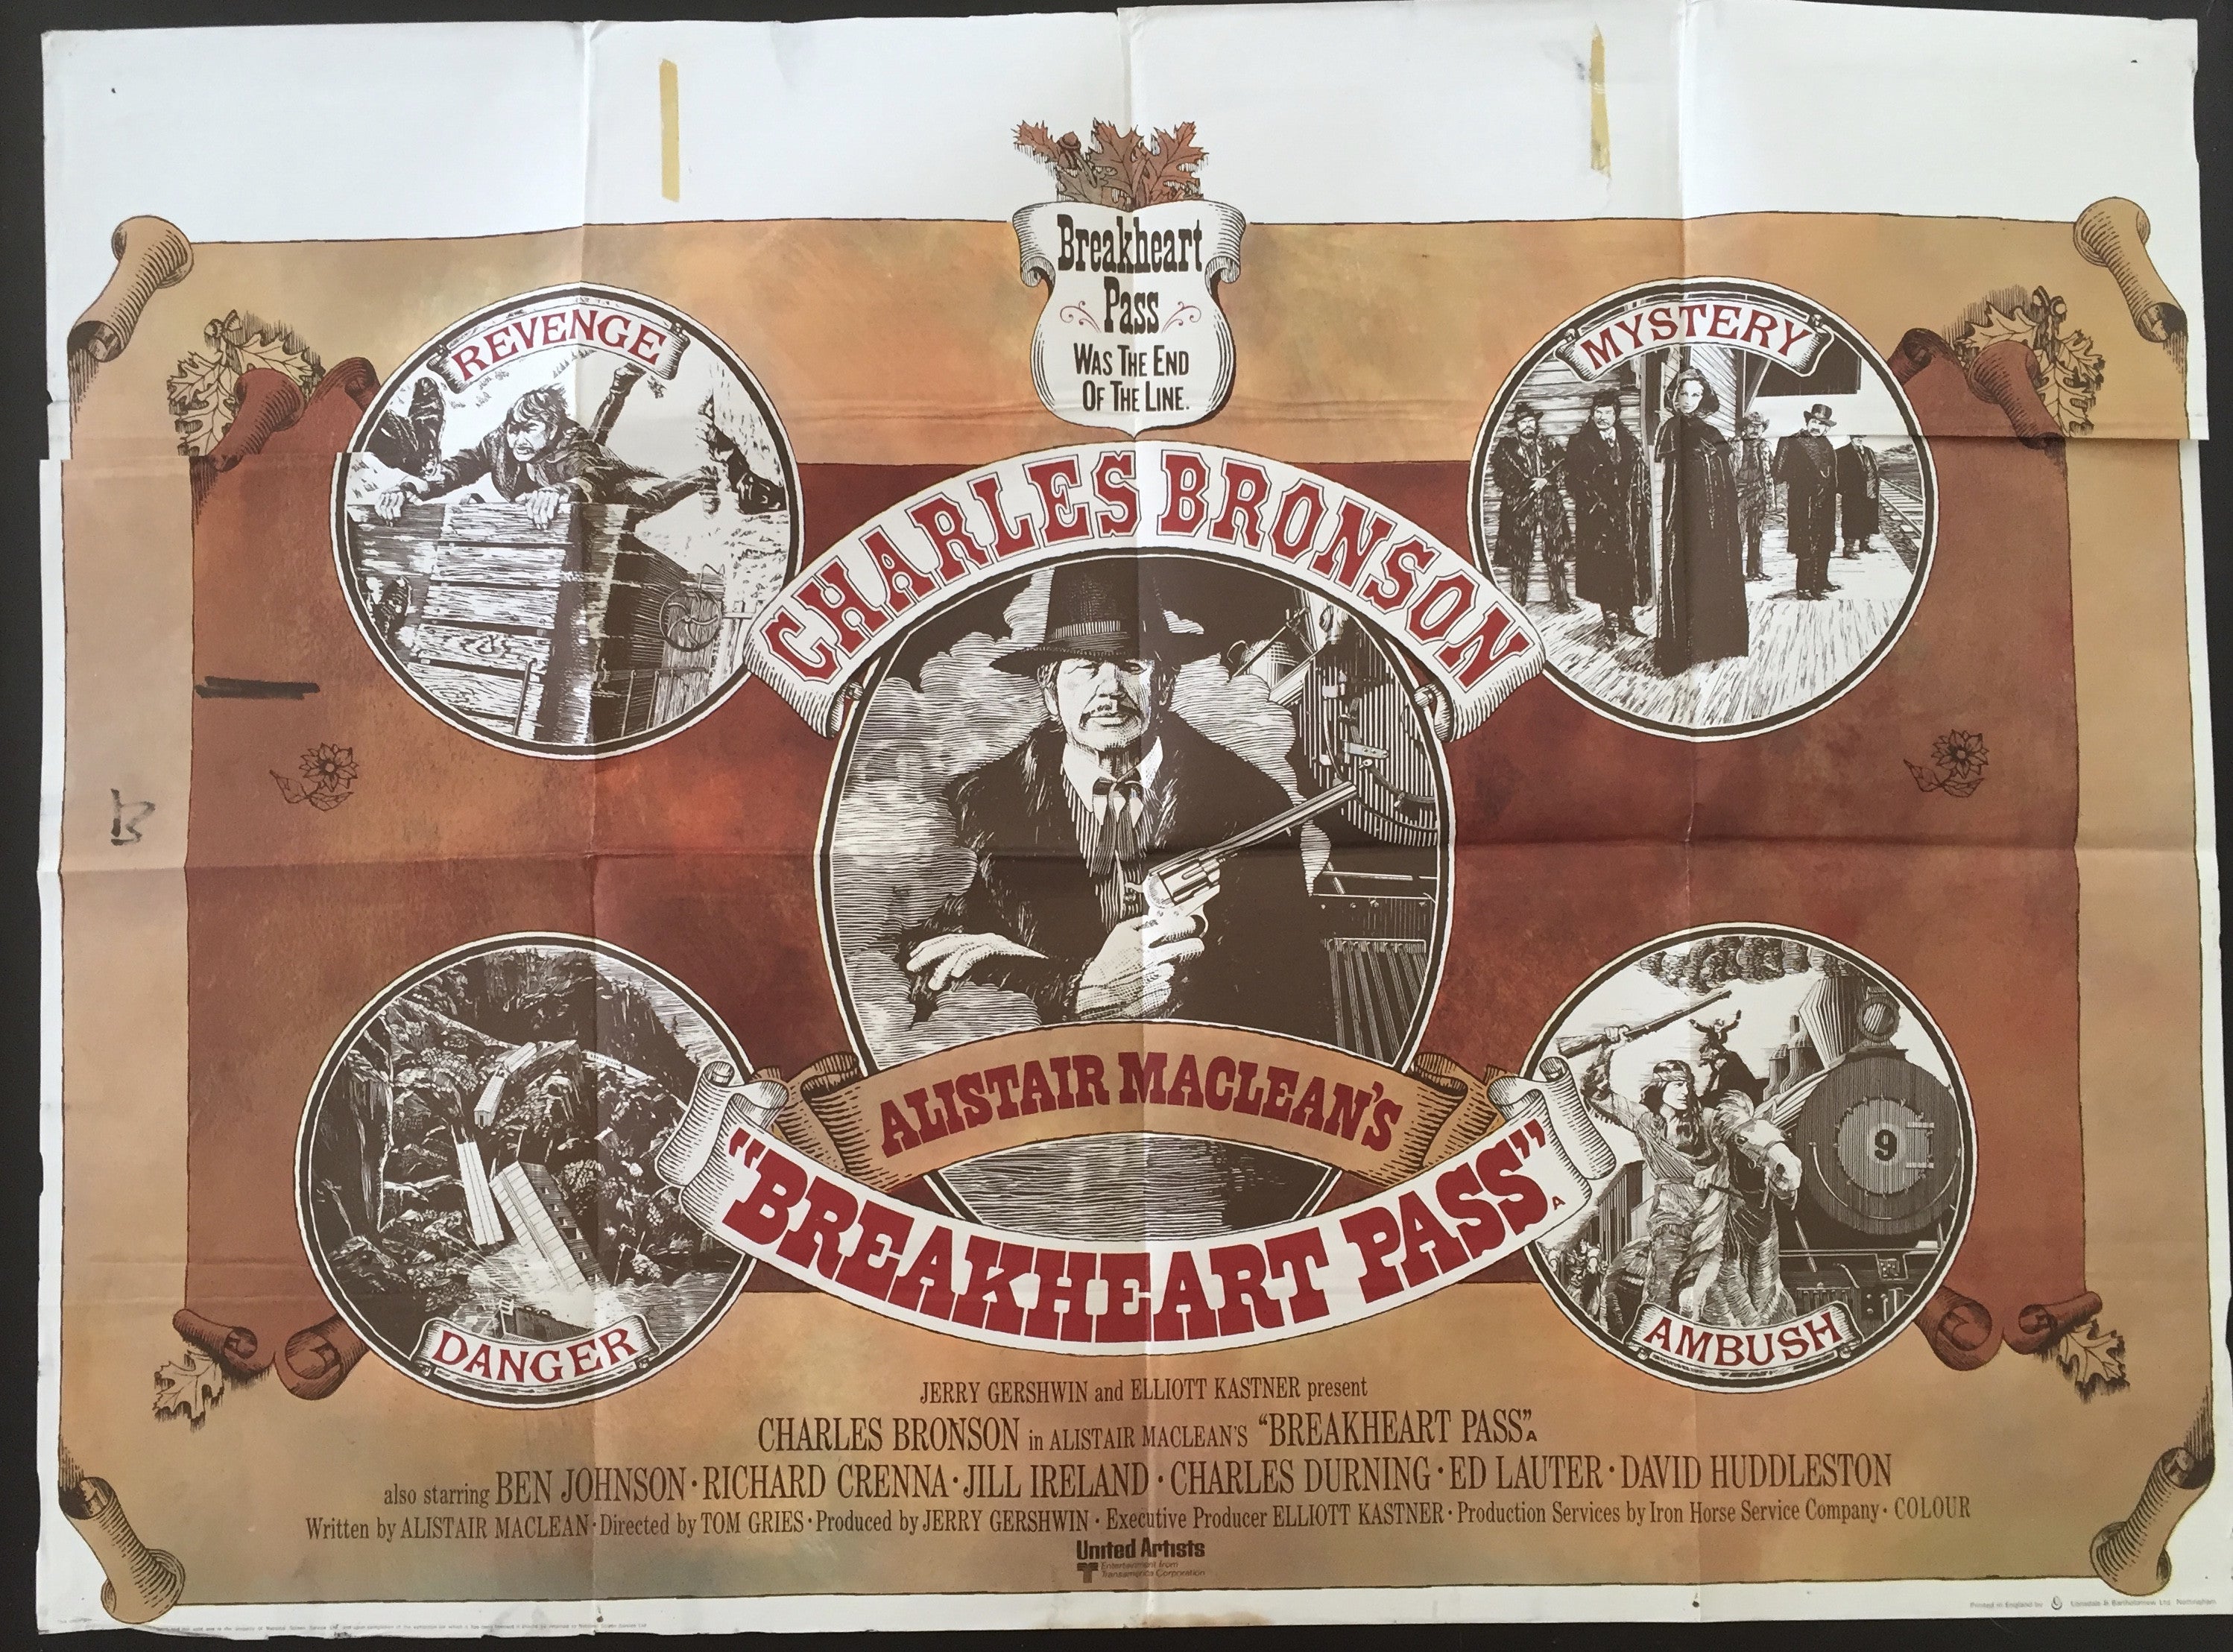 Breakheart
Pass
WAS THE END
OF THE LINE.
REVENGE
MYSTERY
CHARLES BRONSON
ALISTAIR MACLEAN'S
"BREAKHEART PASS" A
9
DANGER
AMBUSH
JERRY GERSHWIN and ELLIOTT KASTNER present
CHARLES BRONSON in ALISTAIR MACLEAN'S "BREAKHEART PASS" A
also starring BEN JOHNSON · RICHARD CRENNA · JILL IRELAND · CHARLES DURNING · ED LAUTER · DAVID HUDDLESTON
Written by ALISTAIR MACLEAN · Directed by TOM GRIES · Produced by JERRY GERSHWIN · Executive Producer ELLIOTT KASTNER · Production Services by Iron Horse Service Company · COLOUR
United Artists
Entertainment from
Transamerica Corporation
Printed in England by Lonsdale & Bartholomew Ltd. Nottingham